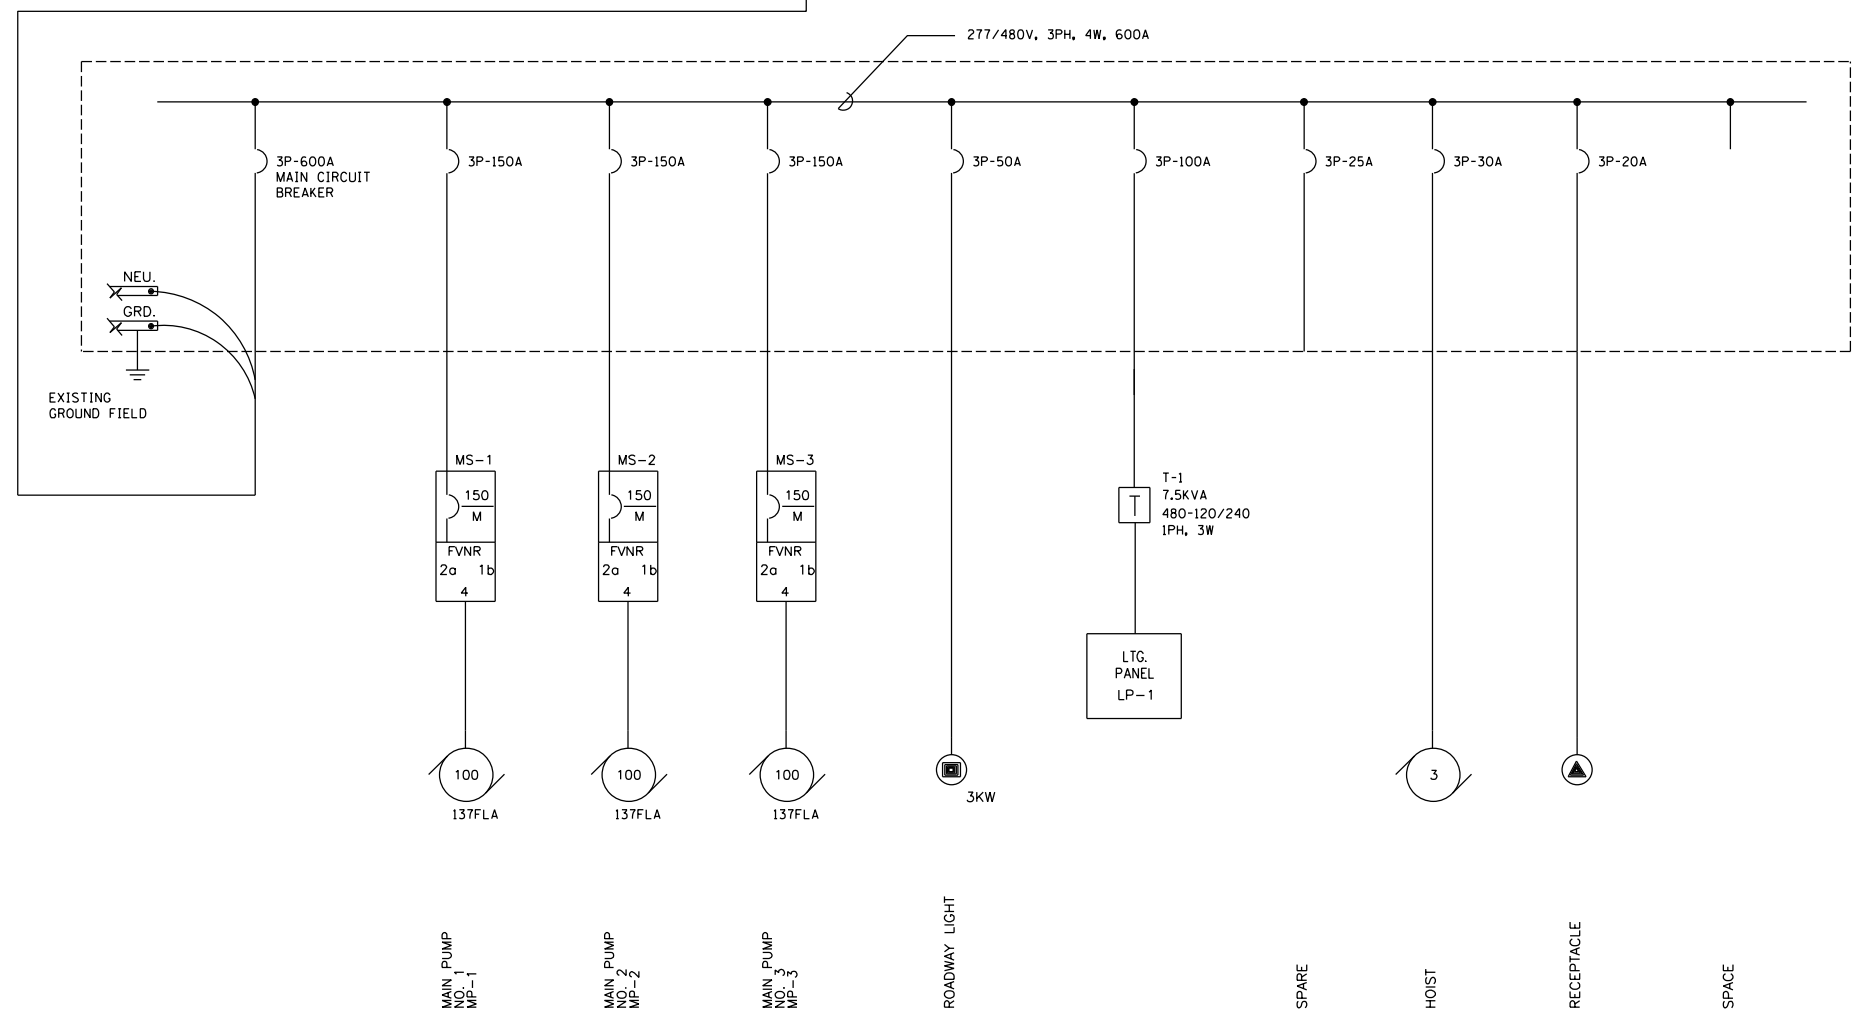 277/480V, 3PH, 4W, 600A
3P-600A
MAIN CIRCUIT
BREAKER
3P-150A
3P-150A
3P-150A
3P-50A
3P-100A
3P-25A
3P-30A
3P-20A
NEU.
GRD.
EXISTING
GROUND FIELD
MS-1
150
M
FVNR
2a 1b
4
MS-2
150
M
FVNR
2a 1b
4
MS-3
150
M
FVNR
2a 1b
4
T
T-1
7.5KVA
480-120/240
1PH, 3W
LTG.
PANEL
LP-1
100
137FLA
100
137FLA
100
137FLA
3KW
3
MAIN PUMP
NO. 1
MP-1
MAIN PUMP
NO. 2
MP-2
MAIN PUMP
NO. 3
MP-3
ROADWAY LIGHT
SPARE
HOIST
RECEPTACLE
SPACE